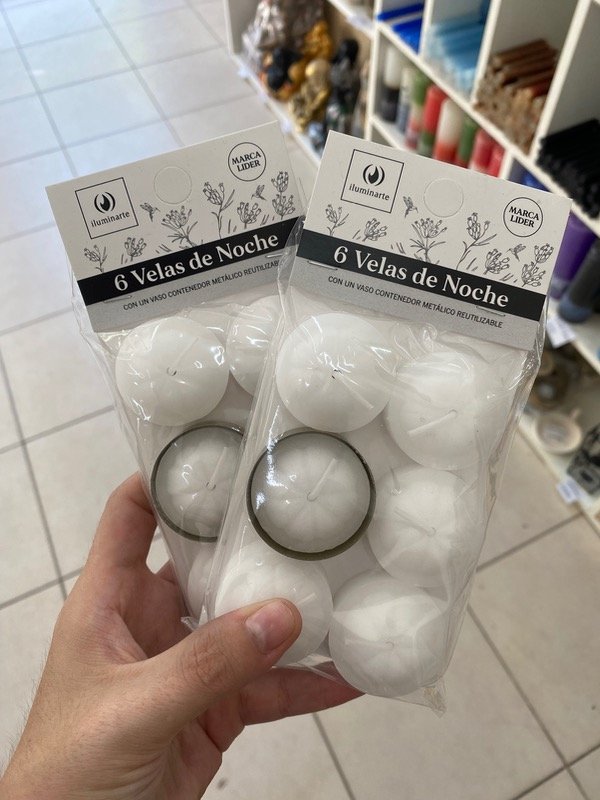 iluminarte
MARCA
LIDER
6 Velas de Noche
CON UN VASO CONTENEDOR METÁLICO REUTILIZABLE
iluminarte
MARCA
LIDER
6 Velas de Noche
CON UN VASO CONTENEDOR METÁLICO REUTILIZABLE